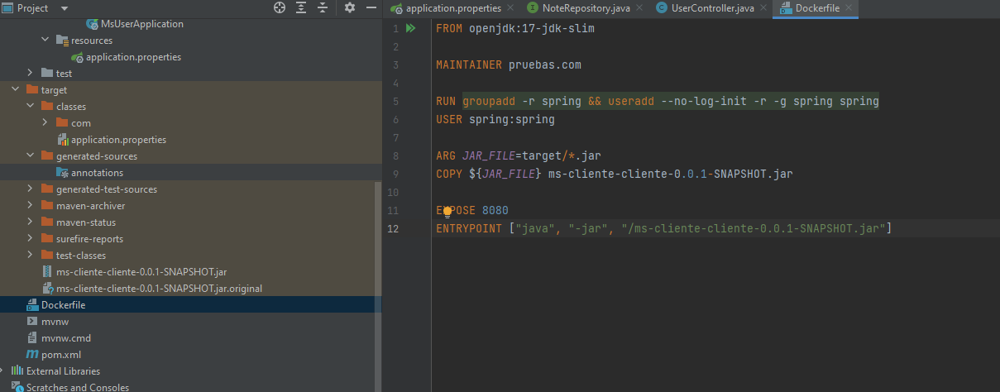 Project
MsUserApplication
resources
application.properties
test
target
classes
com
application.properties
generated-sources
annotations
generated-test-sources
maven-archiver
maven-status
surefire-reports
test-classes
ms-cliente-cliente-0.0.1-SNAPSHOT.jar
ms-cliente-cliente-0.0.1-SNAPSHOT.jar.original
Dockerfile
mvnw
mvnw.cmd
pom.xml
External Libraries
Scratches and Consoles
application.properties
NoteRepository.java
UserController.java
Dockerfile
1 FROM openjdk:17-jdk-slim
2
3 MAINTAINER pruebas.com
4
5 RUN groupadd -r spring && useradd --no-log-init -r -g spring spring
6 USER spring:spring
7
8 ARG JAR_FILE=target/*.jar
9 COPY ${JAR_FILE} ms-cliente-cliente-0.0.1-SNAPSHOT.jar
10
11 EXPOSE 8080
12 ENTRYPOINT ["java", "-jar", "/ms-cliente-cliente-0.0.1-SNAPSHOT.jar"]